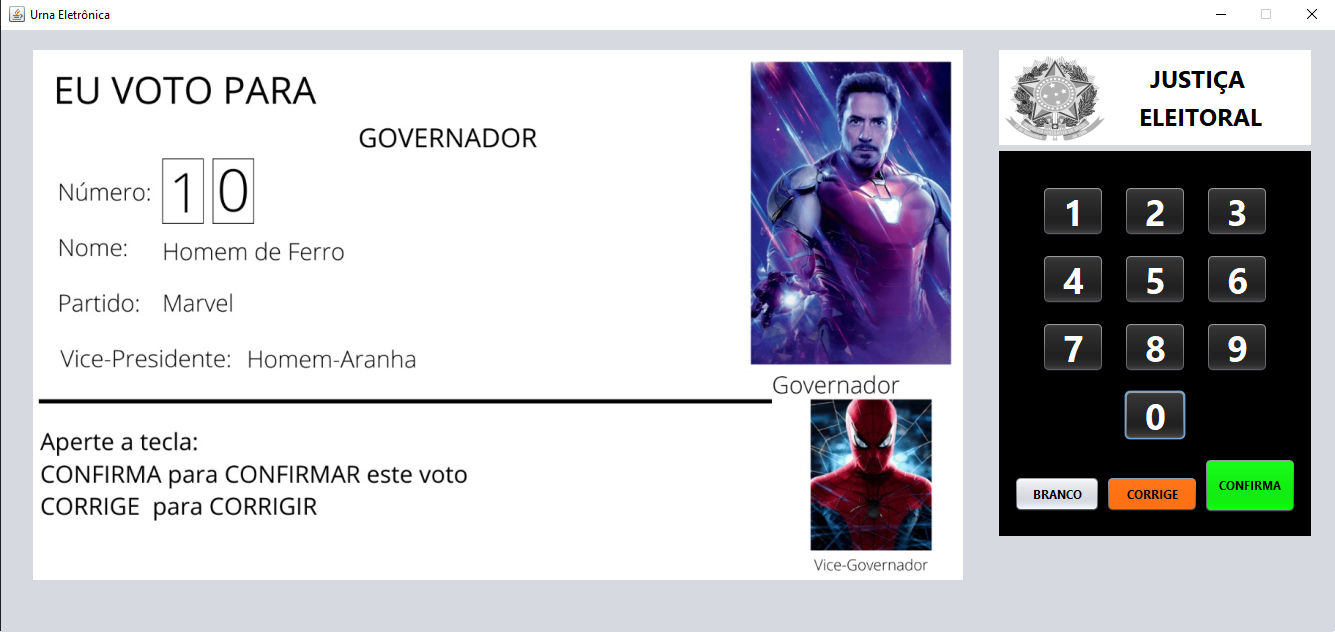 Urna Eletrônica
EU VOTO PARA
GOVERNADOR
Número: 1 0
Nome: Homem de Ferro
Partido: Marvel
Vice-Presidente: Homem-Aranha
Governador
Aperte a tecla:
CONFIRMA para CONFIRMAR este voto
CORRIGE para CORRIGIR
Vice-Governador
JUSTIÇA
ELEITORAL
1 2 3
4 5 6
7 8 9
0
BRANCO CORRIGE CONFIRMA